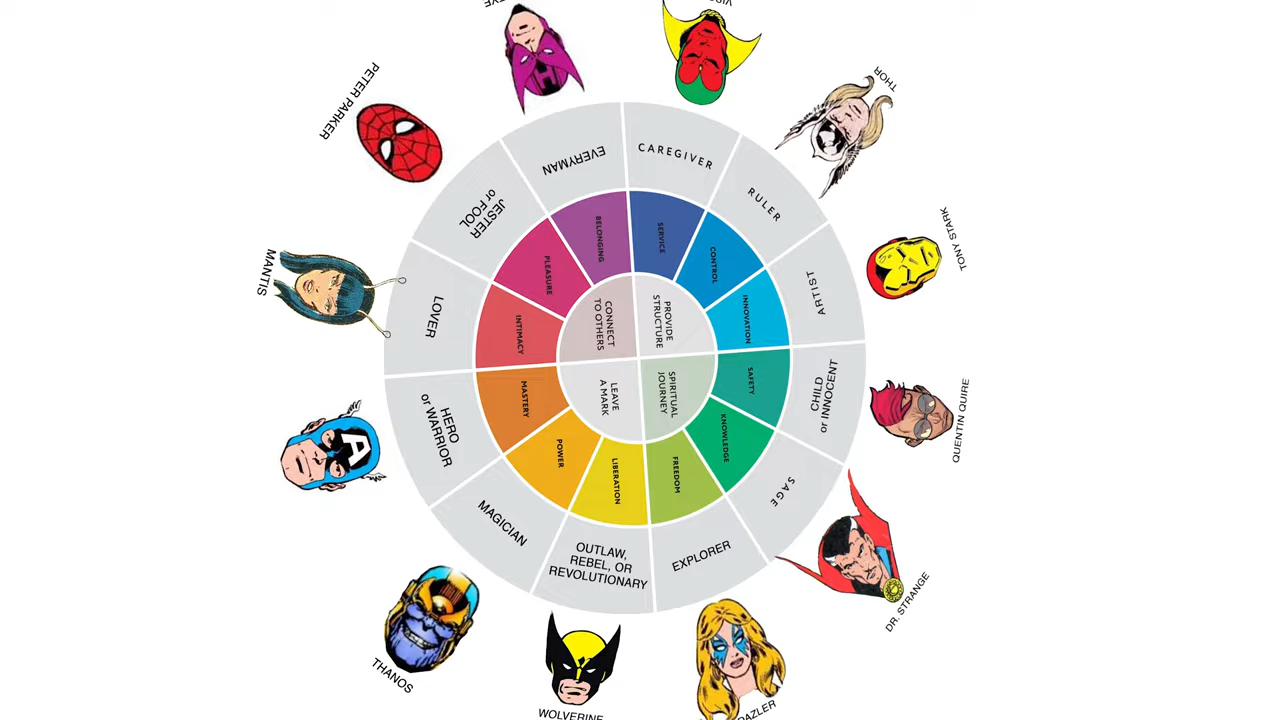 PETER PARKER
THOR
TONY STARK
QUENTIN QUIRE
DR. STRANGE
DAZLER
WOLVERINE
THANOS
MANTIS
EVERYMAN
CAREGIVER
RULER
ARTIST
CHILD
or INNOCENT
SAGE
EXPLORER
OUTLAW,
REBEL, OR
REVOLUTIONARY
MAGICIAN
HERO
or WARRIOR
LOVER
JESTER
or FOOL
BELONGING
SERVICE
CONTROL
INNOVATION
SAFETY
KNOWLEDGE
FREEDOM
LIBERATION
POWER
MASTERY
INTIMACY
PLEASURE
CONNECT
TO OTHERS
PROVIDE
STRUCTURE
SPIRITUAL
JOURNEY
LEAVE
A MARK
A